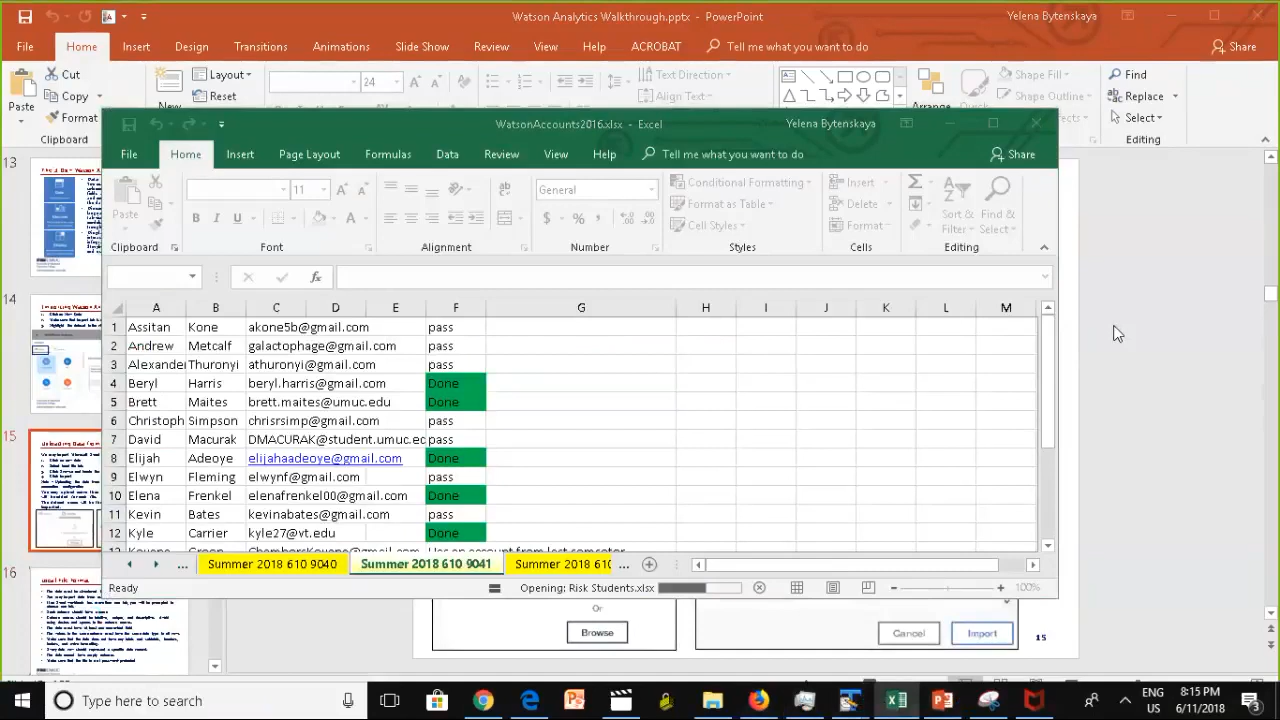 Watson Analytics Walkthrough.pptx - PowerPoint
Yelena Bytenskaya
File Home Insert Design Transitions Animations Slide Show Review View Help ACROBAT Tell me what you want to do Share
Paste
Cut
Copy
Format
Clipboard
New
Layout
Reset
24
Text Direction
Align Text
Arrange
Shape Fill
Shape Outline
Find
Replace
Select
Editing
WatsonAccounts2016.xlsx - Excel
Yelena Bytenskaya
File Home Insert Page Layout Formulas Data Review View Help Tell me what you want to do Share
Paste
Clipboard
11
B I U
Font
Alignment
General
$ %
Number
Conditional Formatting
Format as
Cell Styles
Styles
Insert
Delete
Format
Cells
Sort & Filter
Find & Select
Editing
fx
A B C D E F G H I J K L M
1 Assitan Kone akone5b@gmail.com pass
2 Andrew Metcalf galactophage@gmail.com pass
3 Alexander Thuronyi athuronyi@gmail.com pass
4 Beryl Harris beryl.harris@gmail.com Done
5 Brett Maites brett.maites@umuc.edu Done
6 Christoph Simpson chrisrsimp@gmail.com pass
7 David Macurak DMACURAK@student.umuc.ec pass
8 Elijah Adeoye elijahaadeoye@gmail.com Done
9 Elwyn Fleming elwynf@gmail.com pass
10 Elena Frenkel elenafrenkel00@gmail.com Done
11 Kevin Bates kevinabates@gmail.com pass
12 Kyle Carrier kyle27@vt.edu Done
... Summer 2018 610 9040 Summer 2018 610 9041 Summer 2018 610 ...
Ready
Opening: Risk Students.xlsx
100%
13
14
15
16
Or
Browse
Cancel
Import
15
Type here to search
ENG
US
8:15 PM
6/11/2018
3